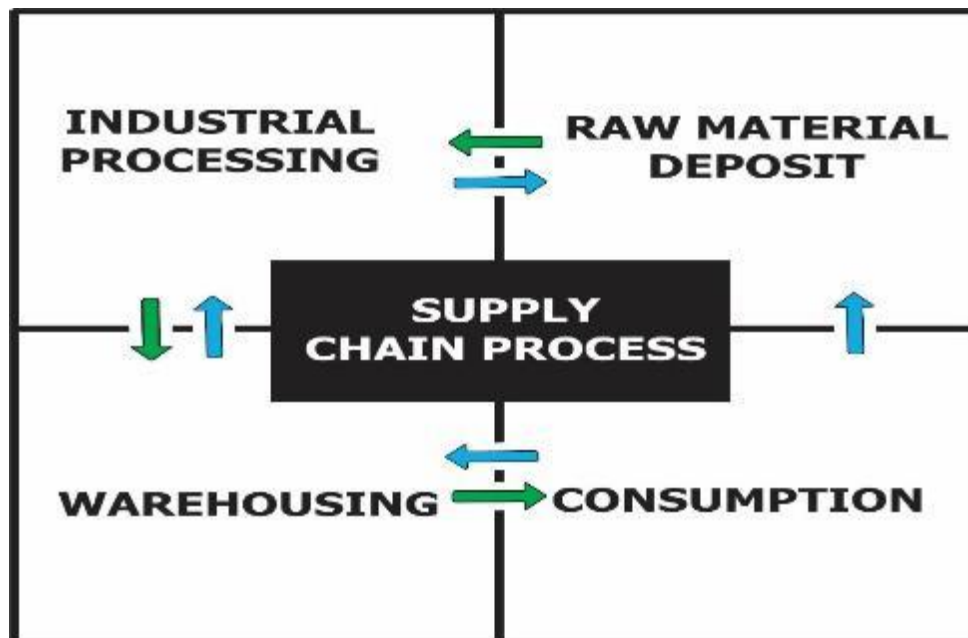 INDUSTRIAL
PROCESSING
RAW MATERIAL
DEPOSIT
SUPPLY
CHAIN PROCESS
WAREHOUSING
CONSUMPTION